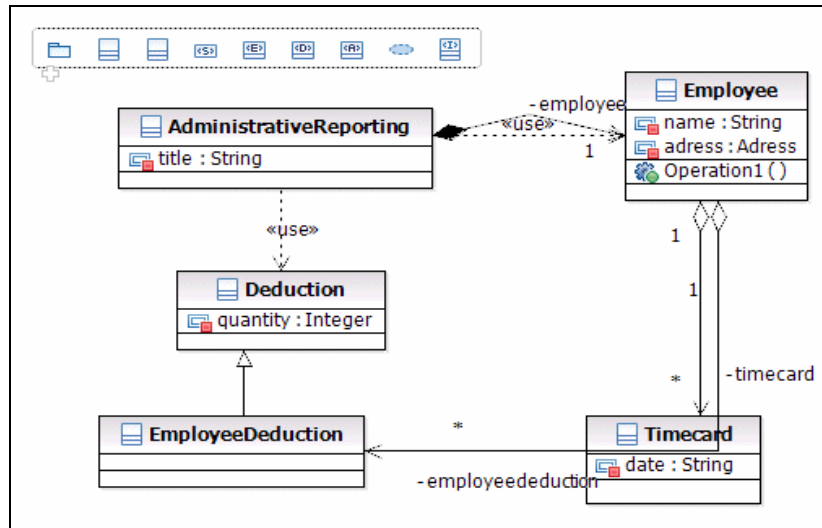 <S> <E> <D> <A> <I>
-employee
Employee
name : String
adress : Adress
Operation1 ( )
AdministrativeReporting
title : String
«use»
1
«use»
1
1
Deduction
quantity : Integer
-timecard
*
*
EmployeeDeduction
Timecard
date : String
-employeededuction